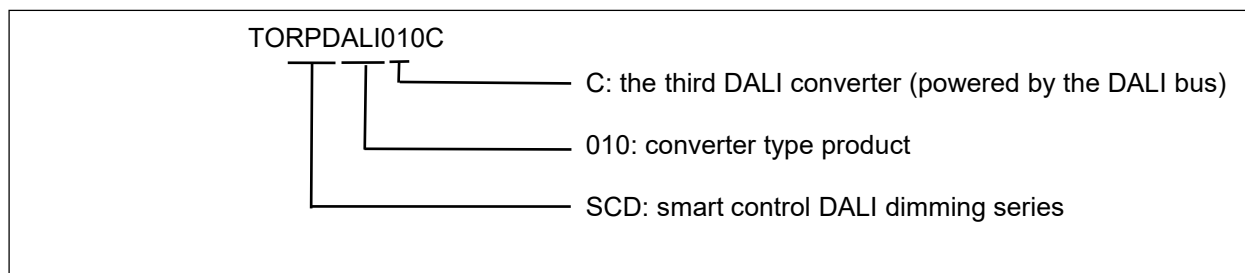 TORPDALI010C
C: the third DALI converter (powered by the DALI bus)
010: converter type product
SCD: smart control DALI dimming series